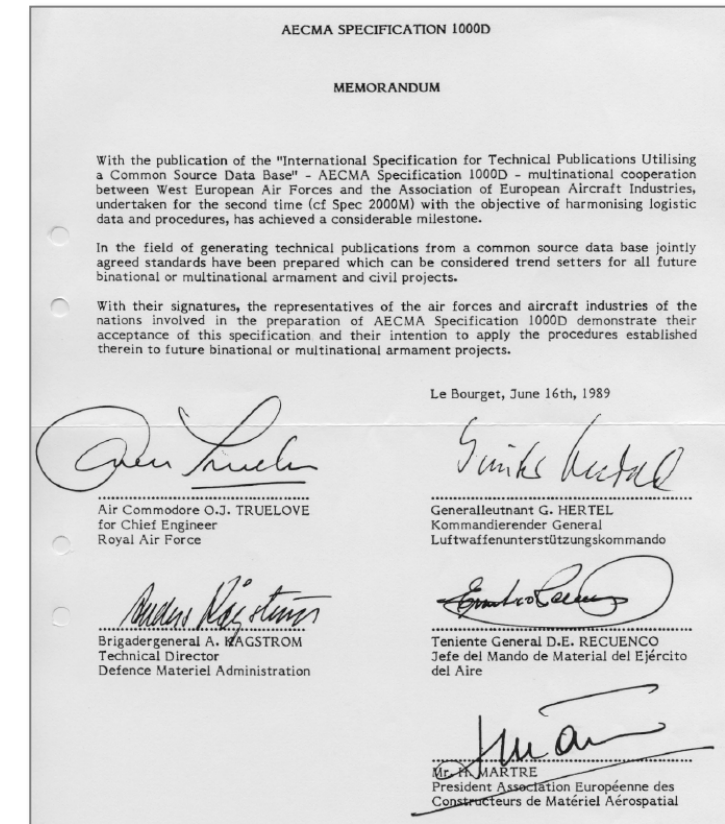 AECMA SPECIFICATION 1000D
MEMORANDUM
With the publication of the "International Specification for Technical Publications Utilising
a Common Source Data Base" - AECMA Specification 1000D - multinational cooperation
between West European Air Forces and the Association of European Aircraft Industries,
undertaken for the second time (cf Spec 2000M) with the objective of harmonising logistic
data and procedures, has achieved a considerable milestone.
In the field of generating technical publications from a common source data base jointly
agreed standards have been prepared which can be considered trend setters for all future
binational or multinational armament and civil projects.
With their signatures, the representatives of the air forces and aircraft industries of the
nations involved in the preparation of AECMA Specification 1000D demonstrate their
acceptance of this specification and their intention to apply the procedures established
therein to future binational or multinational armament projects.
Le Bourget, June 16th, 1989
Air Commodore O.J. TRUELOVE
for Chief Engineer
Royal Air Force
Generalleutnant G. HERTEL
Kommandierender General
Luftwaffenunterstützungskommando
Brigadergeneral A. KAGSTROM
Technical Director
Defence Materiel Administration
Teniente General D.E. RECUENCO
Jefe del Mando de Material del Ejército
del Aire
Mr. H. MARTRE
President Association Européenne des
Constructeurs de Matériel Aérospatial